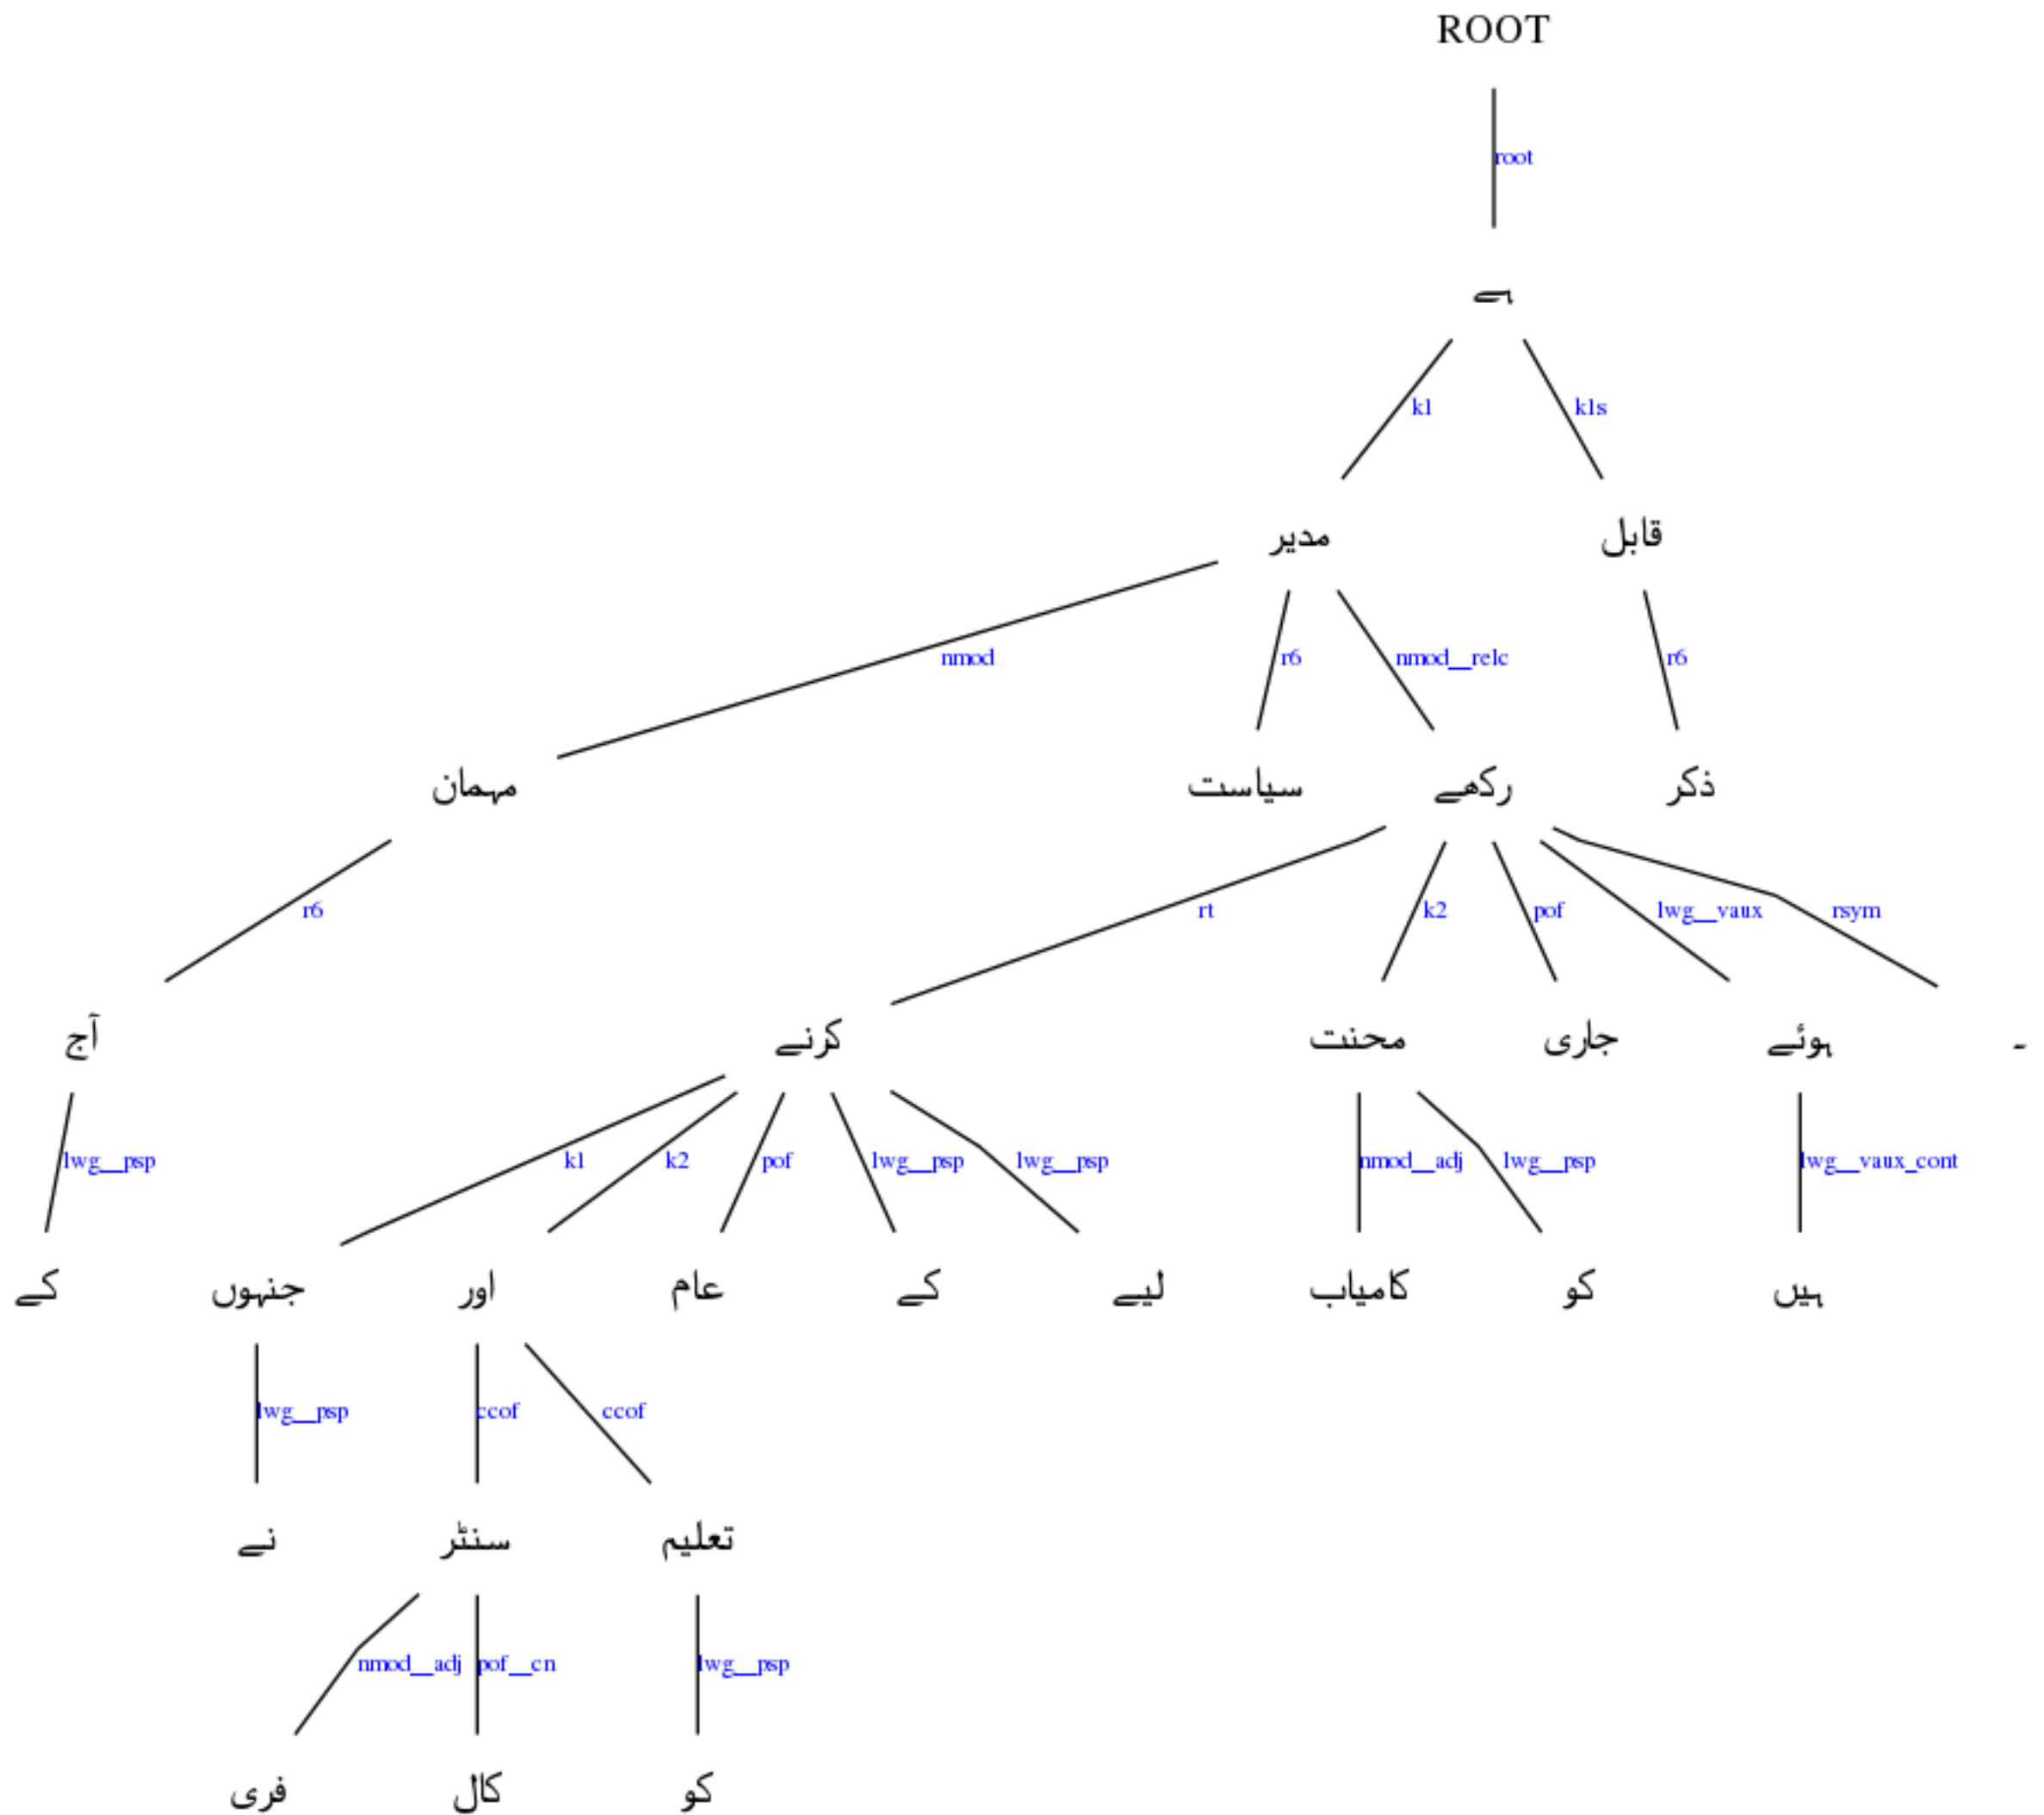 ROOT
root
ہے
k1 k1s
مدیر قابل
nmod r6 nmod__relc r6
مہمان سیاست رکھے ذکر
r6 rt k2 pof lwg__vaux rsym
آج کرنے محنت جاری ہوئے ۔
lwg__psp k1 k2 pof lwg__psp lwg__psp nmod__adj lwg__psp lwg__vaux_cont
کے جنہوں اور عام کے لیے کامیاب کو ہیں
lwg__psp ccof ccof
نے سنٹر تعلیم
nmod__adj pof__cn lwg__psp
فری کال کو